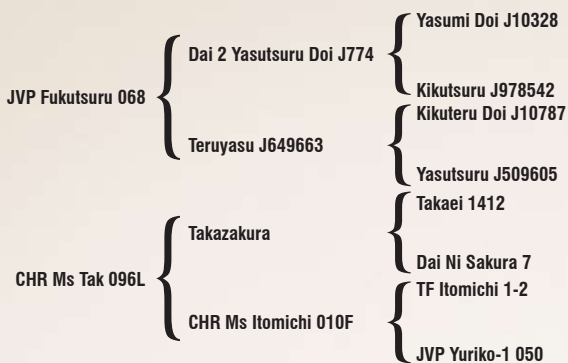 Yasumi Doi J10328
Dai 2 Yasutsuru Doi J774
Kikutsuru J978542
JVP Fukutsuru 068
Kikuteru Doi J10787
Teruyasu J649663
Yasutsuru J509605
Takaei 1412
Takazakura
Dai Ni Sakura 7
CHR Ms Tak 096L
TF Itomichi 1-2
CHR Ms Itomichi 010F
JVP Yuriko-1 050